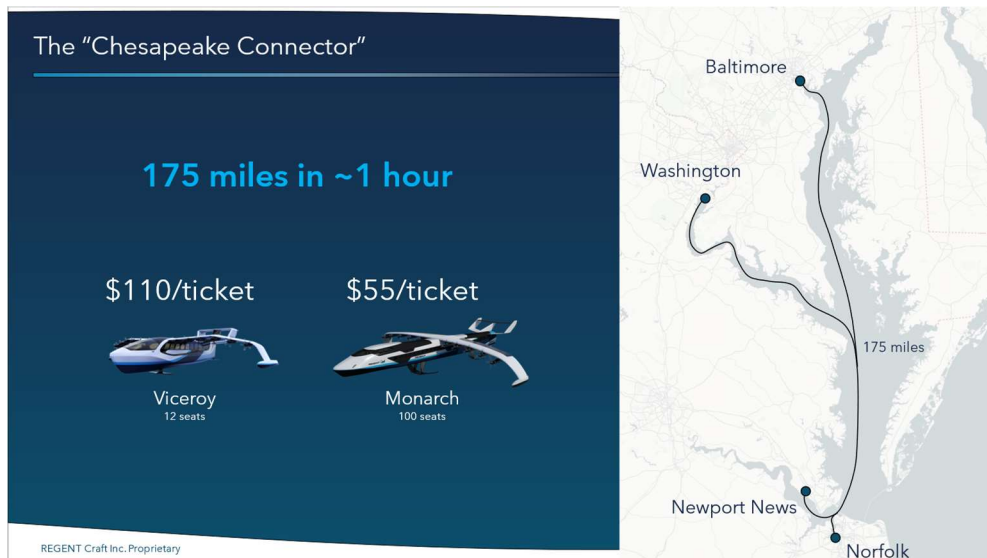 The "Chesapeake Connector"
175 miles in ~1 hour
$110/ticket
$55/ticket
Viceroy
12 seats
Monarch
100 seats
REGENT Craft Inc. Proprietary
Baltimore
Washington
175 miles
Newport News
Norfolk